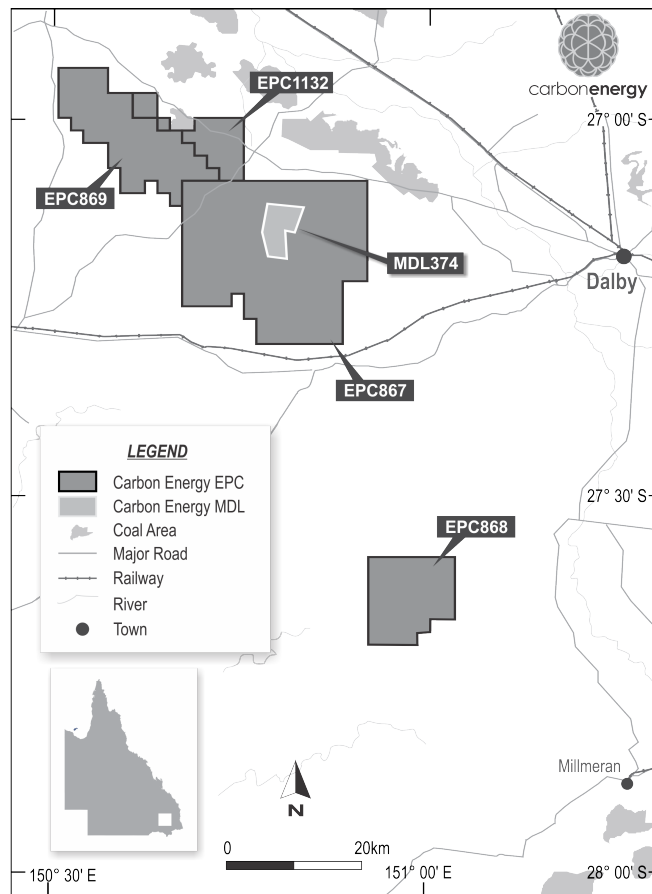 carbonenergy
EPC1132
27° 00' S
EPC869
MDL374
Dalby
EPC867
LEGEND
Carbon Energy EPC
Carbon Energy MDL
Coal Area
Major Road
Railway
River
Town
27° 30' S
EPC868
Millmeran
N
0 20km
150° 30' E
151° 00' E
28° 00' S